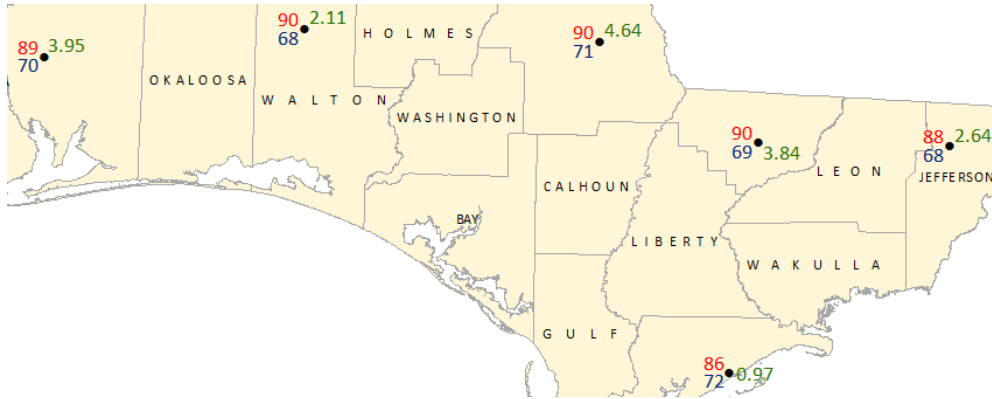 90 2.11
68
HOLMES
90 4.64
71
89 3.95
70
OKALOOSA
WALTON
WASHINGTON
90
69 3.84
88 2.64
68
LEON
JEFFERSON
CALHOUN
BAY
LIBERTY
WAKULLA
GULF
86
72 0.97